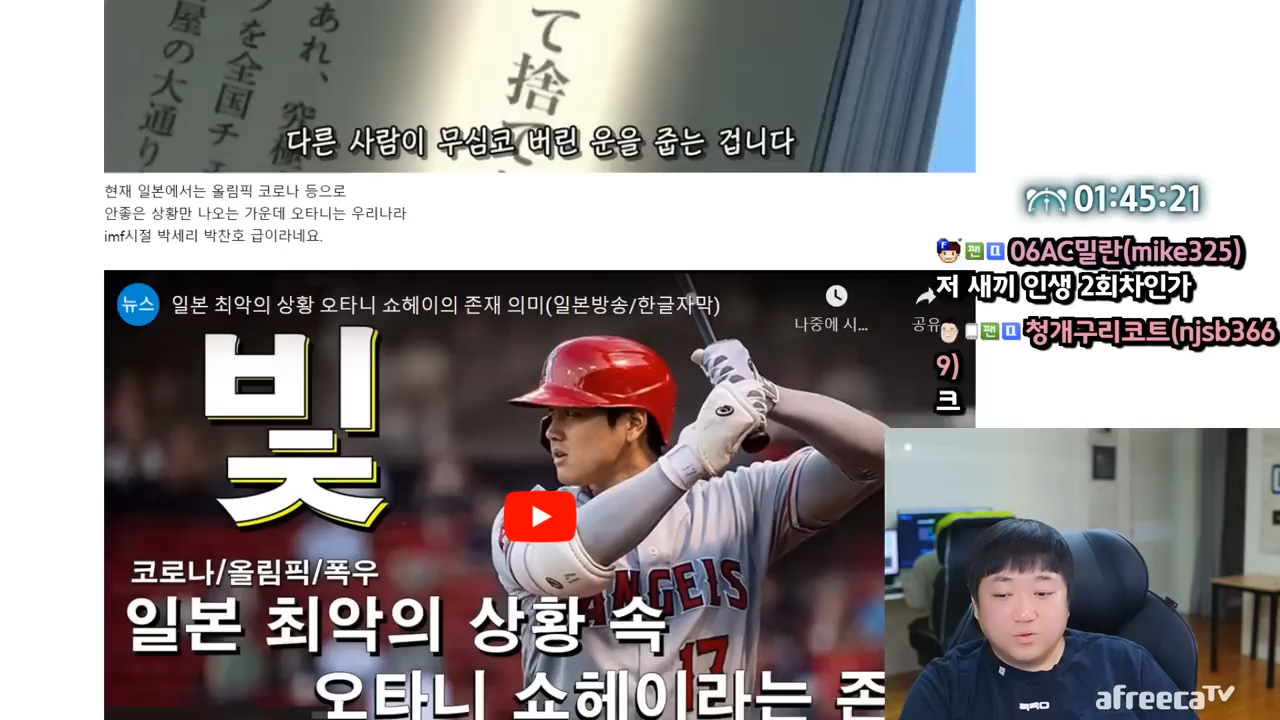 あれ、
究極
を全国チェ
屋の大通り
て捨て
다른 사람이 무심코 버린 운을 줍는 겁니다
현재 일본에서는 올림픽 코로나 등으로
안좋은 상황만 나오는 가운데 오타니는 우리나라
imf시절 박세리 박찬호 급이라네요.
뉴스
일본 최악의 상황 오타니 쇼헤이의 존재 의미(일본방송/한글자막)
나중에 시...
공유
빛
코로나/올림픽/폭우
일본 최악의 상황 속
오타니 쇼헤이라는 존
ANGELS
17
01:45:21
팬
06AC밀란(mike325)
저 새끼 인생 2회차인가
팬
청개구리코트(njsb366
9)
크
afreecaTV